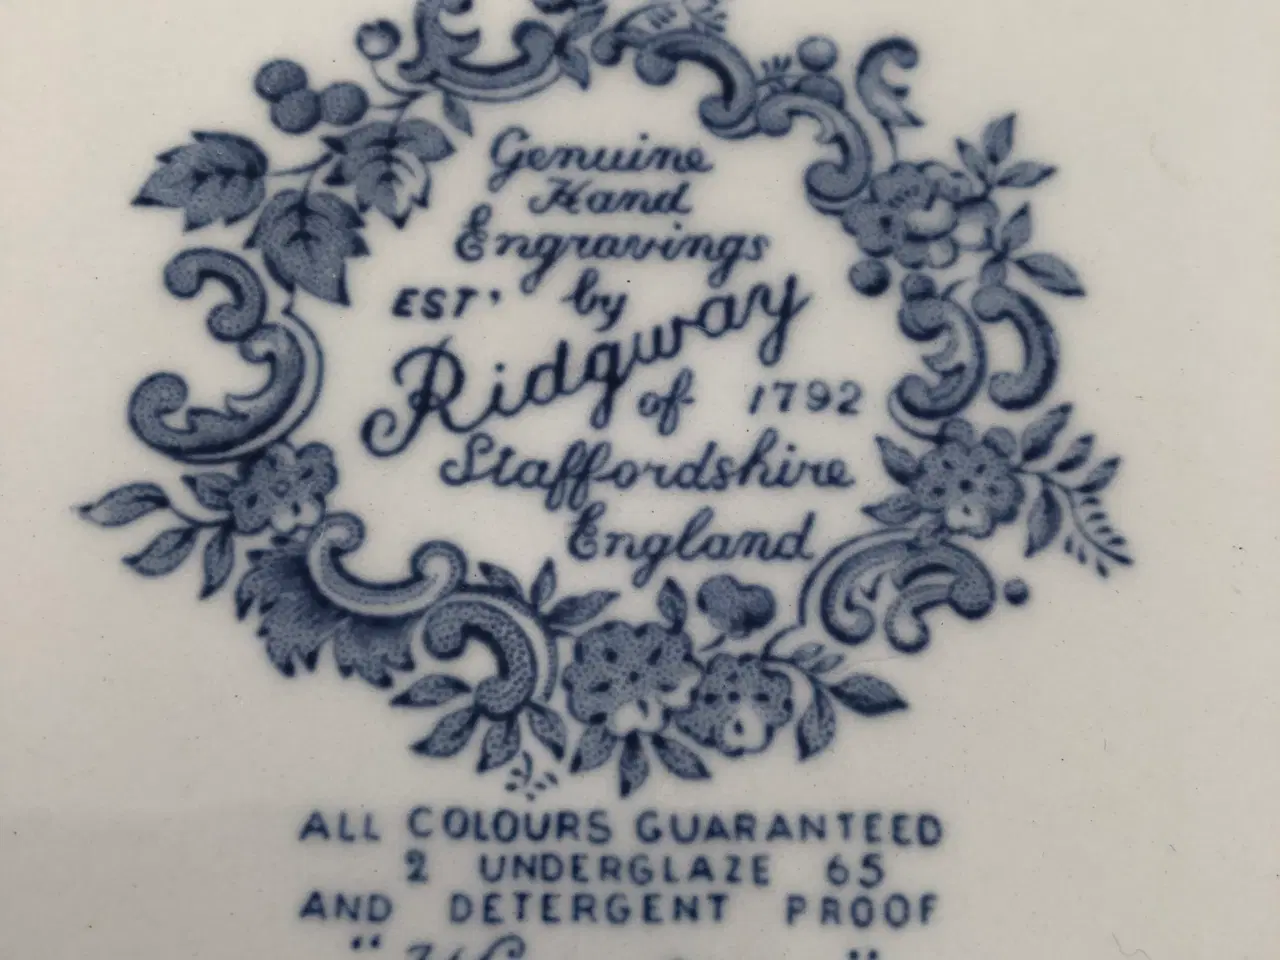 Genuine
Hand
Engravings
EST' by
Ridgway
of 1792
Staffordshire
England
ALL COLOURS GUARANTEED
2 UNDERGLAZE 65
AND DETERGENT PROOF